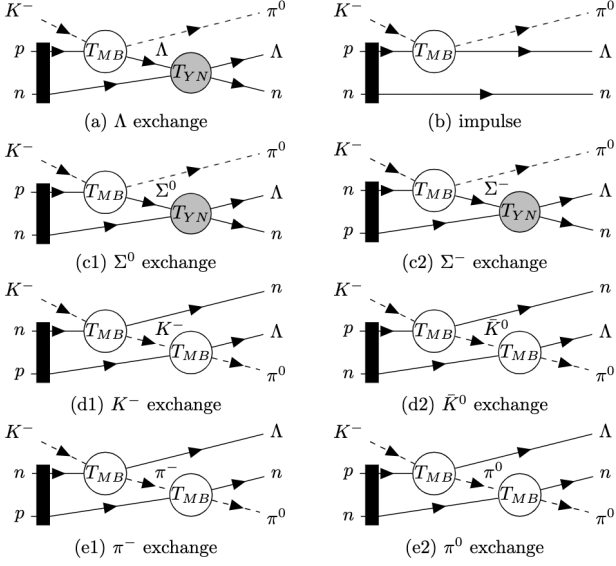 K⁻ π⁰ K⁻ π⁰
p T_MB Λ Λ p T_MB Λ
T_YN
n n n n
(a) Λ exchange (b) impulse
K⁻ π⁰ K⁻ π⁰
p T_MB Σ⁰ Λ n T_MB Σ⁻ Λ
T_YN T_YN
n n p n
(c1) Σ⁰ exchange (c2) Σ⁻ exchange
K⁻ n K⁻ n
n T_MB K⁻ Λ p T_MB K̄⁰ Λ
T_MB T_MB
p π⁰ n π⁰
(d1) K⁻ exchange (d2) K̄⁰ exchange
K⁻ Λ K⁻ Λ
n T_MB π⁻ n p T_MB π⁰ n
T_MB T_MB
p π⁰ n π⁰
(e1) π⁻ exchange (e2) π⁰ exchange